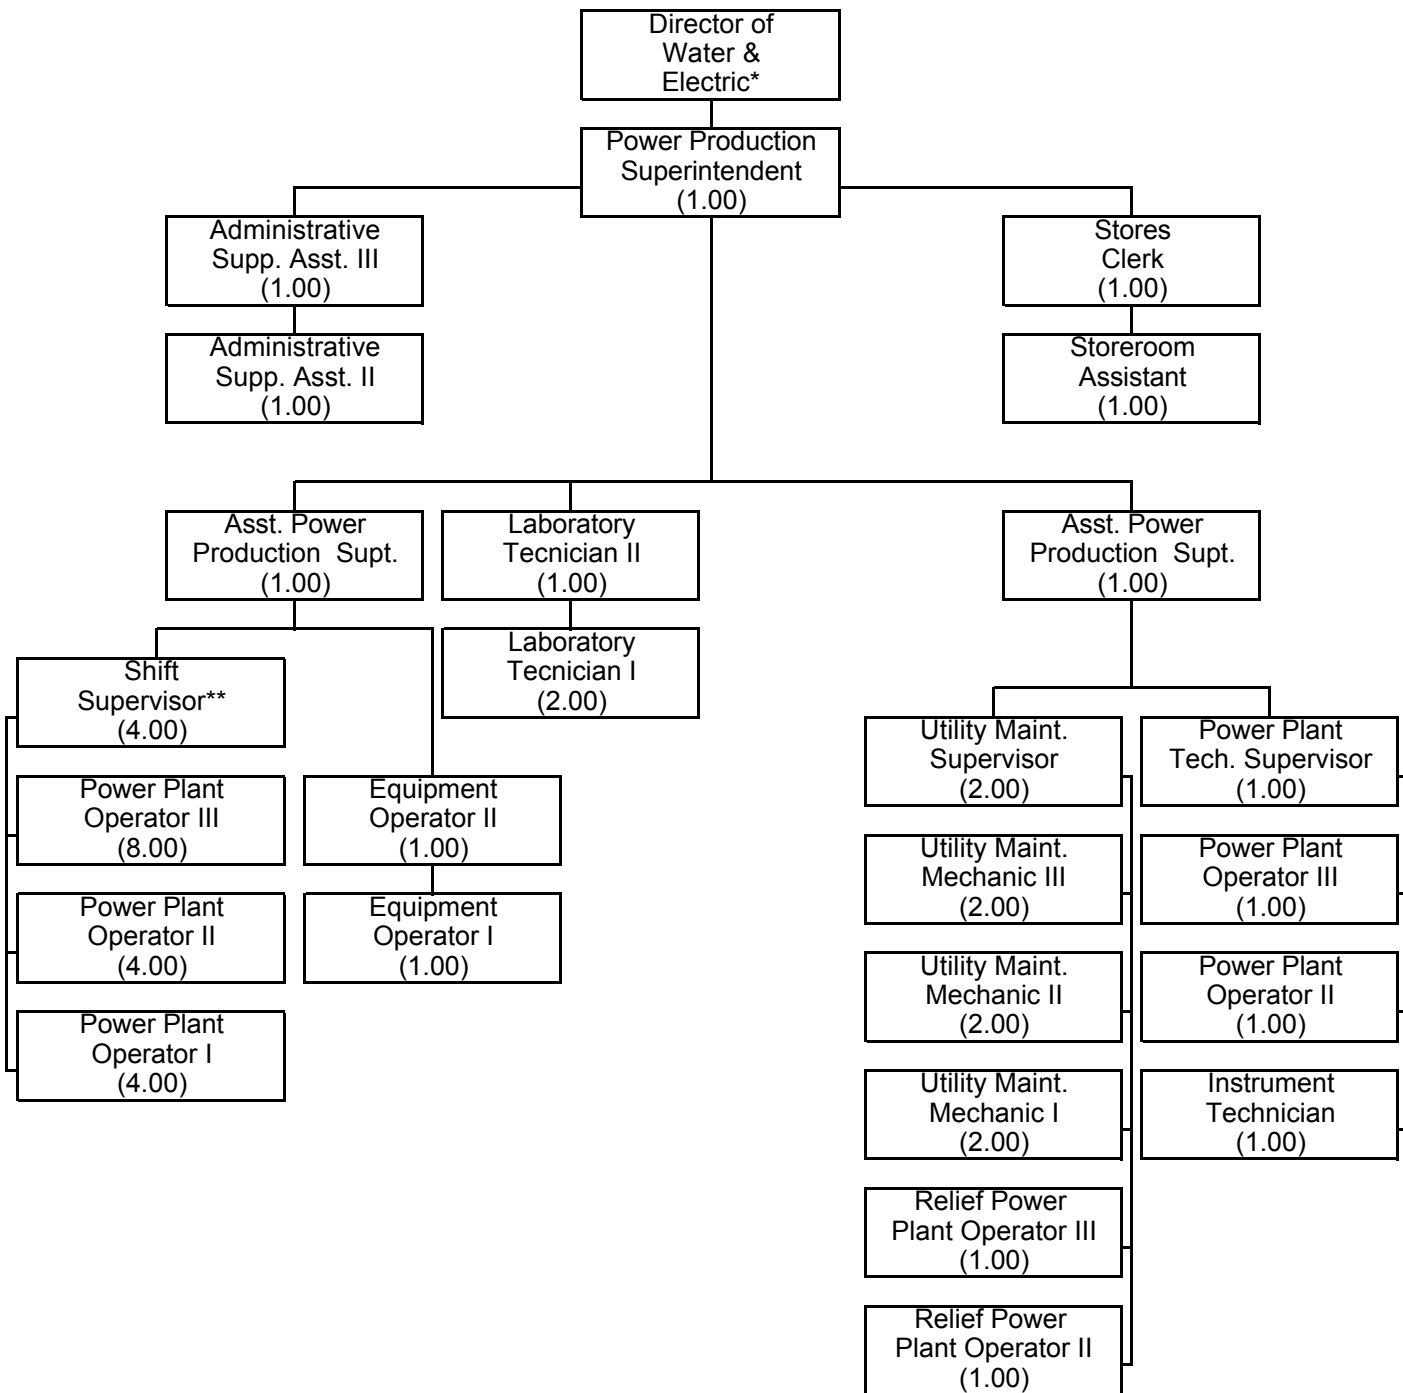 Director of
Water &
Electric*
Power Production
Superintendent
(1.00)
Administrative
Supp. Asst. III
(1.00)
Stores
Clerk
(1.00)
Administrative
Supp. Asst. II
(1.00)
Storeroom
Assistant
(1.00)
Asst. Power
Production Supt.
(1.00)
Laboratory
Tecnician II
(1.00)
Asst. Power
Production Supt.
(1.00)
Laboratory
Tecnician I
(2.00)
Shift
Supervisor**
(4.00)
Power Plant
Operator III
(8.00)
Power Plant
Operator II
(4.00)
Power Plant
Operator I
(4.00)
Equipment
Operator II
(1.00)
Equipment
Operator I
(1.00)
Utility Maint.
Supervisor
(2.00)
Utility Maint.
Mechanic III
(2.00)
Utility Maint.
Mechanic II
(2.00)
Utility Maint.
Mechanic I
(2.00)
Relief Power
Plant Operator III
(1.00)
Relief Power
Plant Operator II
(1.00)
Power Plant
Tech. Supervisor
(1.00)
Power Plant
Operator III
(1.00)
Power Plant
Operator II
(1.00)
Instrument
Technician
(1.00)